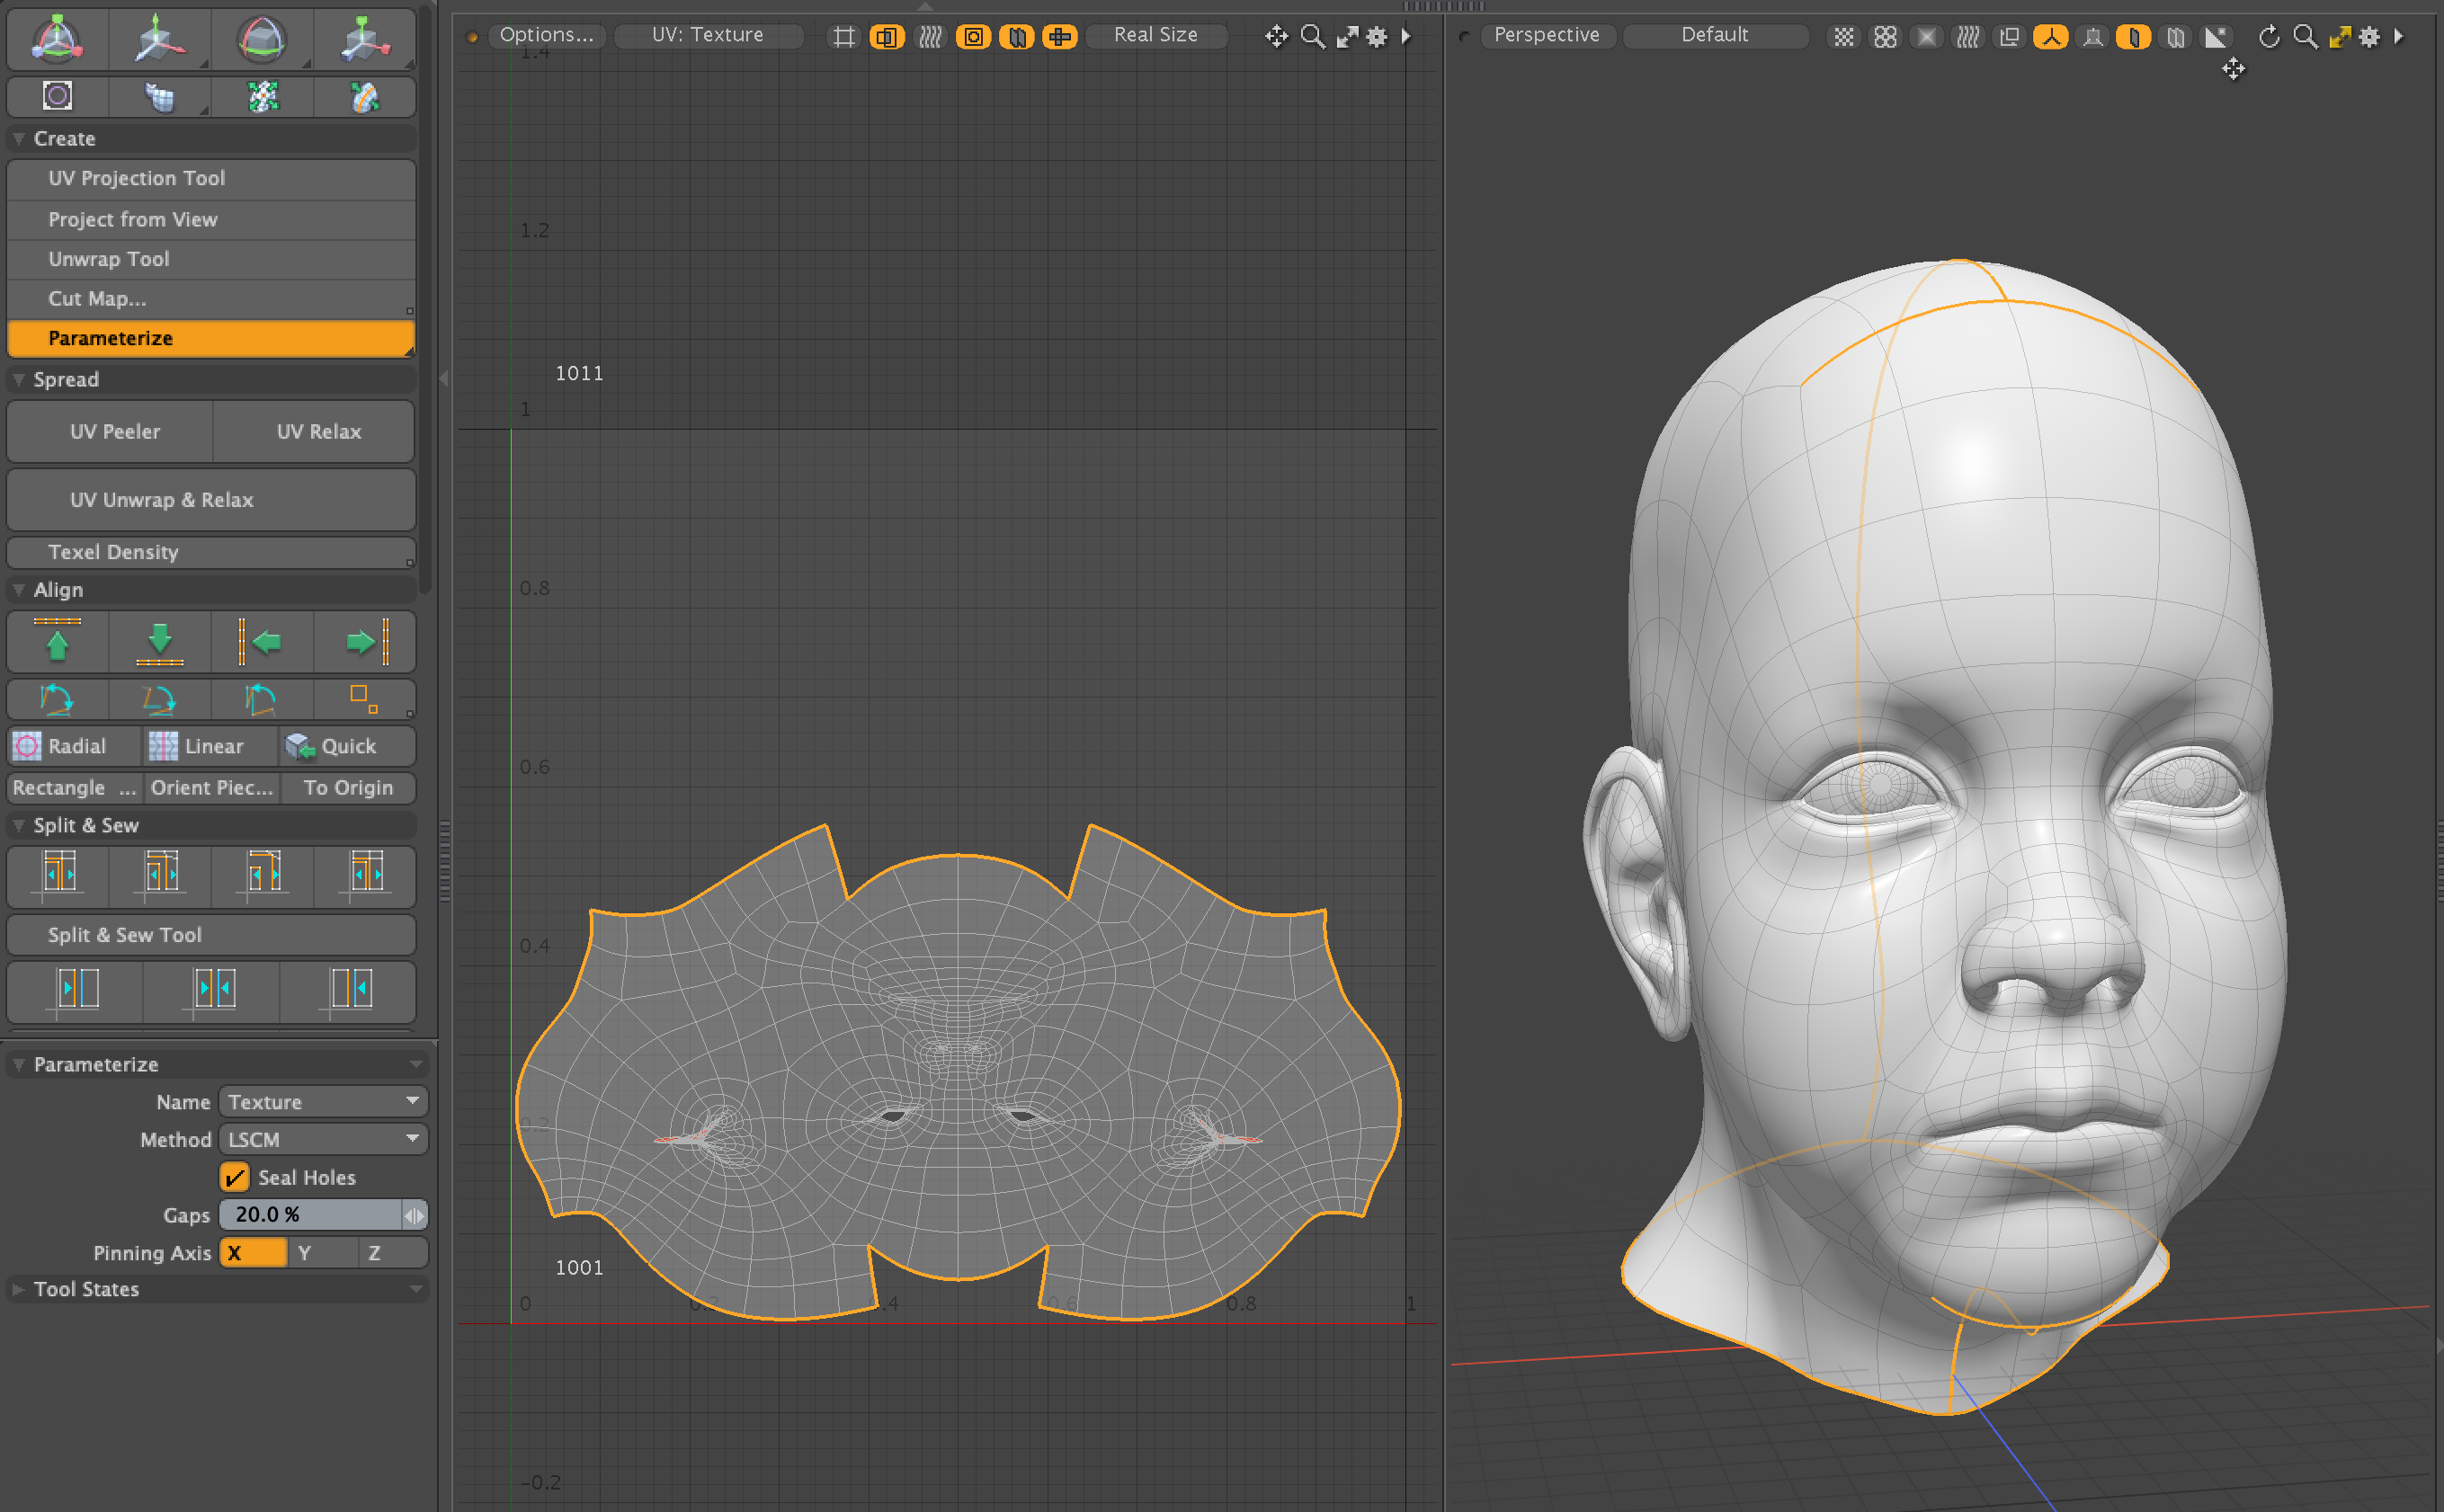 Options...
UV: Texture
Real Size
Perspective
Default
Create
UV Projection Tool
Project from View
Unwrap Tool
Cut Map...
Parameterize
Spread
UV Peeler
UV Relax
UV Unwrap & Relax
Texel Density
Align
Radial
Linear
Quick
Rectangle ...
Orient Piec...
To Origin
Split & Sew
Split & Sew Tool
Parameterize
Name
Texture
Method
LSCM
Seal Holes
Gaps
20.0 %
Pinning Axis
X
Y
Z
Tool States
1.4
1.2
1011
1
0.8
0.6
0.4
0.2
1001
0
0.2
0.4
0.6
0.8
1
-0.2